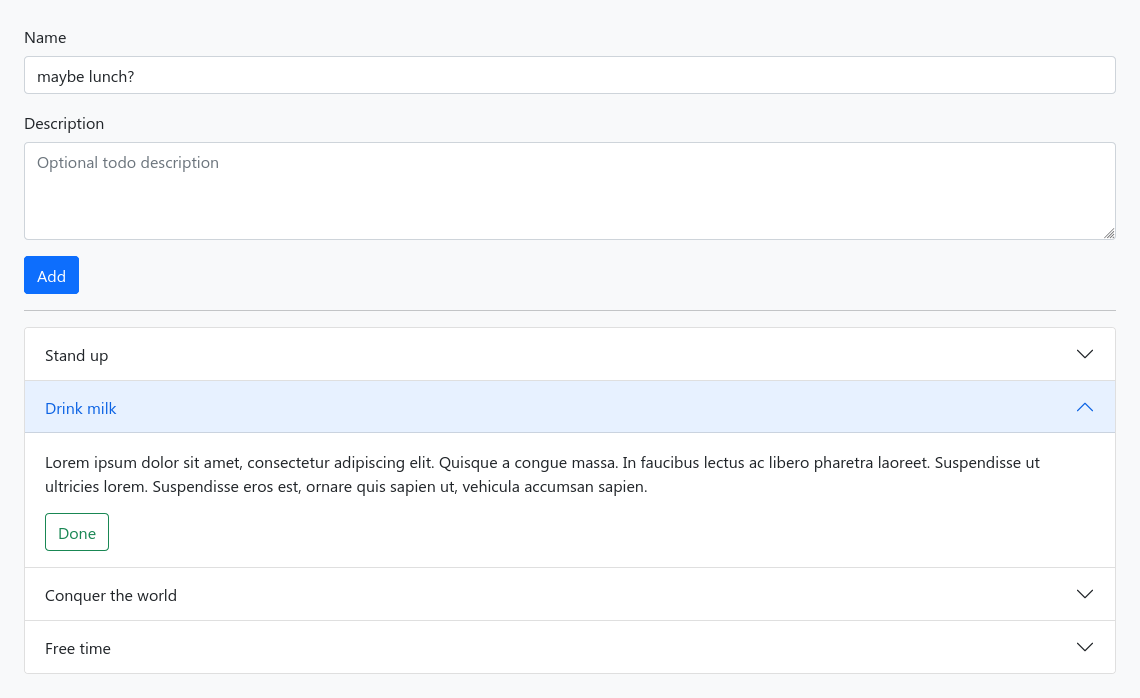 Name
maybe lunch?
Description
Optional todo description
Add
Stand up
Drink milk
Lorem ipsum dolor sit amet, consectetur adipiscing elit. Quisque a congue massa. In faucibus lectus ac libero pharetra laoreet. Suspendisse ut
ultricies lorem. Suspendisse eros est, ornare quis sapien ut, vehicula accumsan sapien.
Done
Conquer the world
Free time